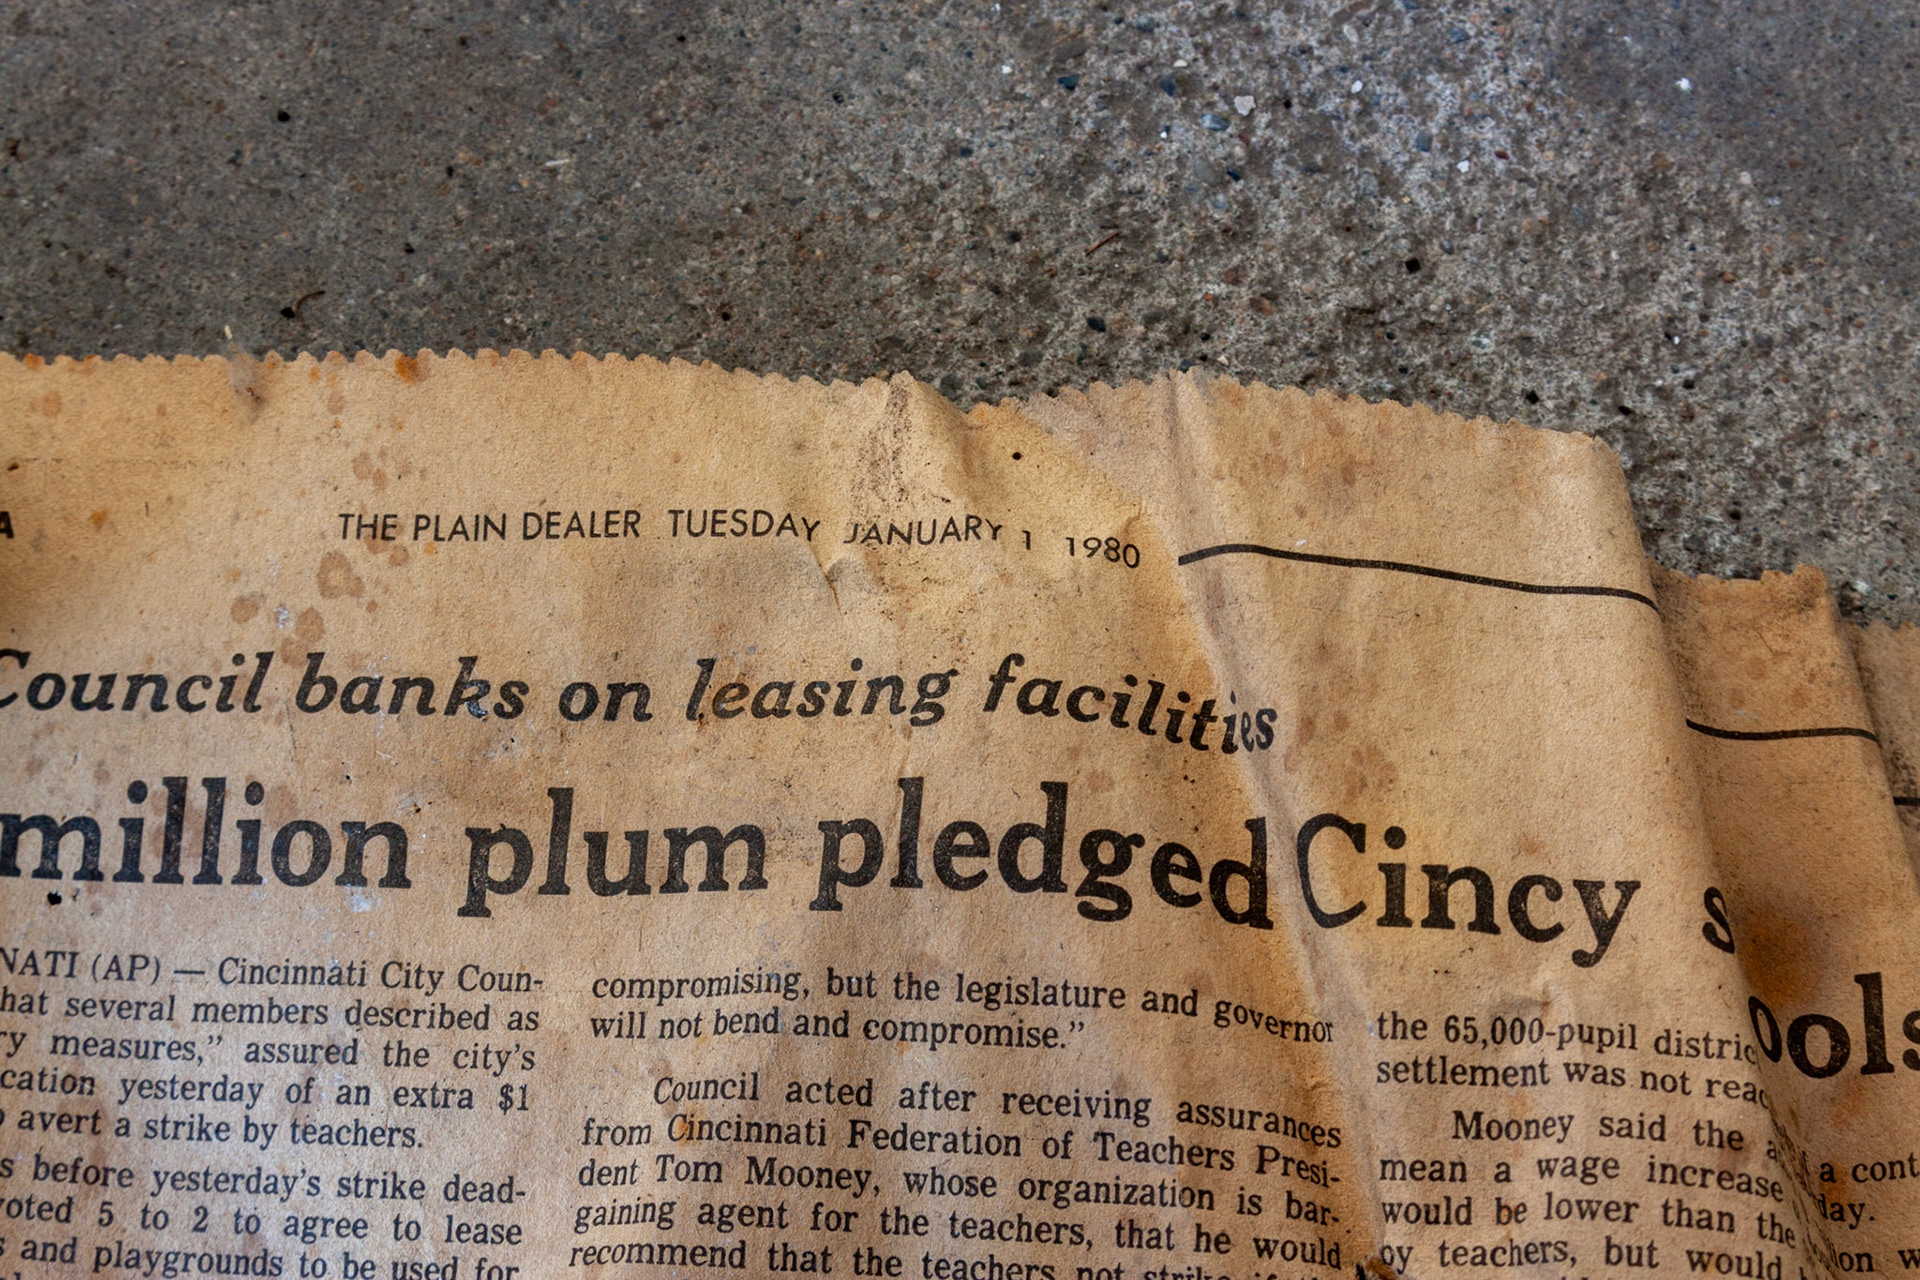 A
THE PLAIN DEALER TUESDAY JANUARY 1 1980
Council banks on leasing facilities
million plum pledged Cincy s
ools
NATI (AP) — Cincinnati City Coun-
hat several members described as
ry measures,” assured the city’s
cation yesterday of an extra $1
avert a strike by teachers.
s before yesterday’s strike dead-
voted 5 to 2 to agree to lease
s and playgrounds to be used for
compromising, but the legislature and governor
will not bend and compromise.”
Council acted after receiving assurances
from Cincinnati Federation of Teachers Presi-
dent Tom Mooney, whose organization is bar-
gaining agent for the teachers, that he would
recommend that the teachers not strike if
the 65,000-pupil distric
settlement was not reac
Mooney said the a
mean a wage increase
would be lower than the
by teachers, but would
a cont
day.
on w